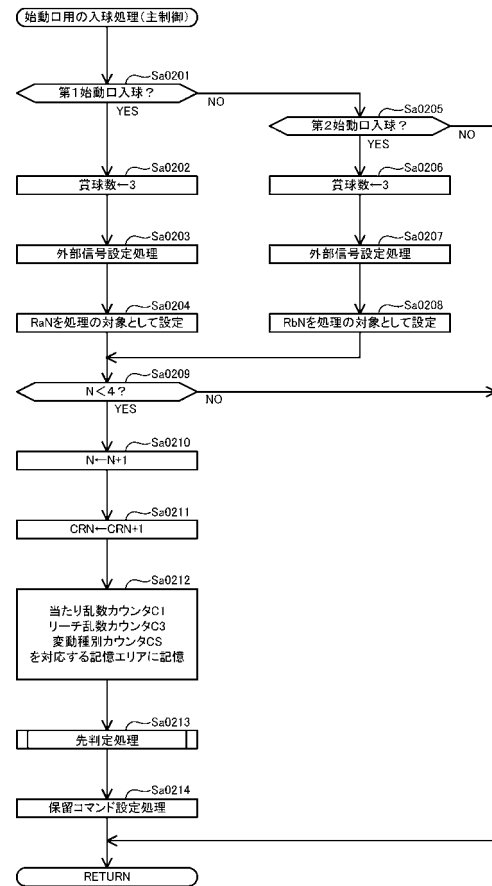 始動口用の入球処理(主制御)
Sa0201
第1始動口入球?
NO
YES
Sa0205
第2始動口入球?
NO
YES
Sa0202
賞球数←3
Sa0206
賞球数←3
Sa0203
外部信号設定処理
Sa0207
外部信号設定処理
Sa0204
RaNを処理の対象として設定
Sa0208
RbNを処理の対象として設定
Sa0209
N<4?
NO
YES
Sa0210
N←N+1
Sa0211
CRN←CRN+1
Sa0212
当たり乱数カウンタC1
リーチ乱数カウンタC3
変動種別カウンタCS
を対応する記憶エリアに記憶
Sa0213
先判定処理
Sa0214
保留コマンド設定処理
RETURN